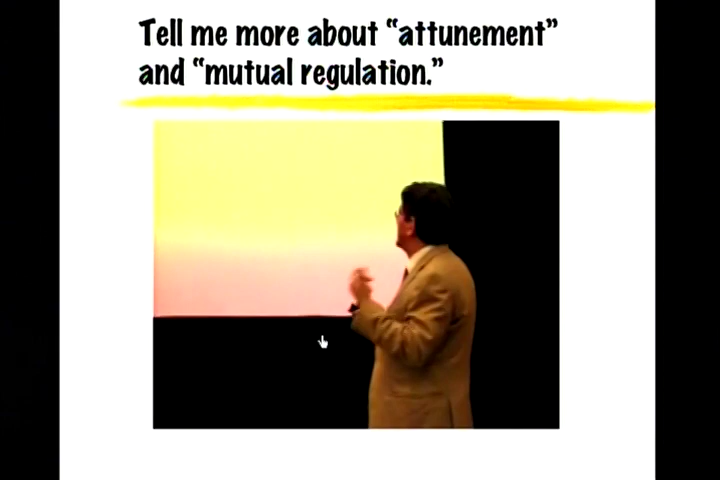 Tell me more about “attunement”
and “mutual regulation.”